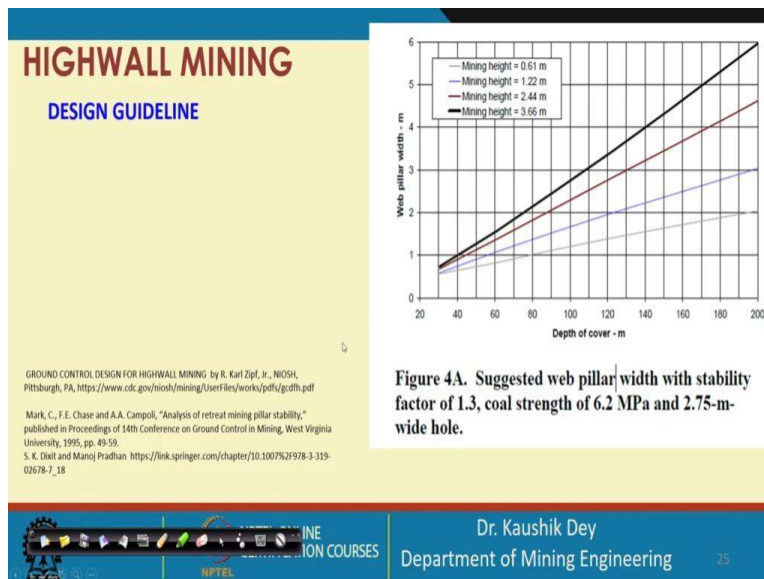 HIGHWALL MINING
DESIGN GUIDELINE
GROUND CONTROL DESIGN FOR HIGHWALL MINING by R. Karl Zipf, Jr., NIOSH,
Pittsburgh, PA, https://www.cdc.gov/niosh/mining/UserFiles/works/pdfs/gcdfh.pdf
Mark, C., F.E. Chase and A.A. Campoli, "Analysis of retreat mining pillar stability,"
published in Proceedings of 14th Conference on Ground Control in Mining, West Virginia
University, 1995, pp. 49-59.
S. K. Dixit and Manoj Pradhan https://link.springer.com/chapter/10.1007%2F978-3-319-
02678-7_18
Web pillar width - m
6
5
4
3
2
1
0
Mining height = 0.61 m
Mining height = 1.22 m
Mining height = 2.44 m
Mining height = 3.66 m
20 40 60 80 100 120 140 160 180 200
Depth of cover - m
Figure 4A. Suggested web pillar width with stability
factor of 1.3, coal strength of 6.2 MPa and 2.75-m-
wide hole.
NPTEL
COURSES
Dr. Kaushik Dey
Department of Mining Engineering
25